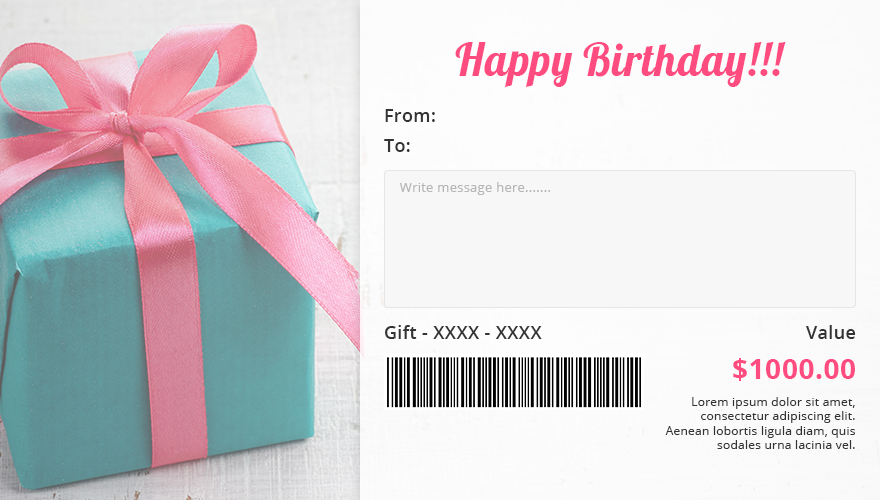 Happy Birthday!!!
From:
To:
Write message here.......
Gift - XXXX - XXXX
Value
$1000.00
Lorem ipsum dolor sit amet,
consectetur adipiscing elit.
Aenean lobortis ligula diam, quis
sodales urna lacinia vel.